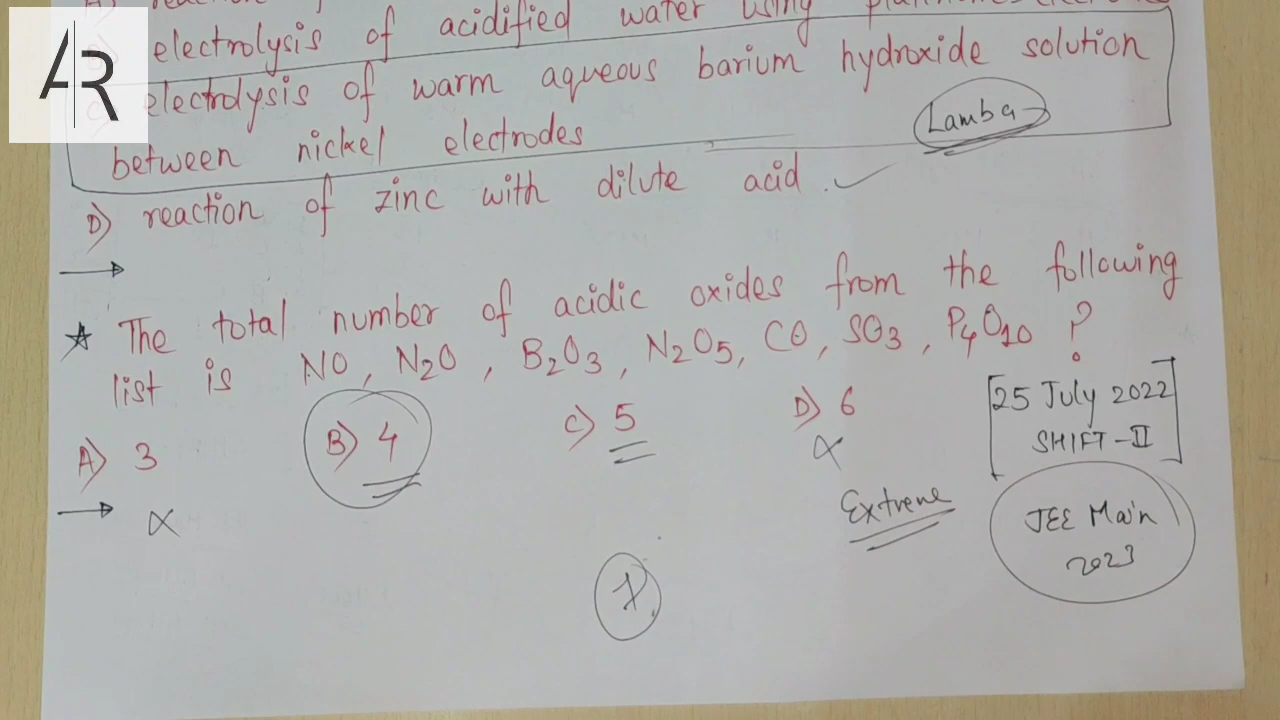 AR
electrolysis of acidified water using
electrolysis of warm aqueous barium hydroxide solution
between nickel electrodes
Lamba
D) reaction of zinc with dilute acid.
The total number of acidic oxides from the following
list is NO, N2O, B2O3, N2O5, CO, SO3, P4O10 ?
A) 3 B) 4 C) 5 D) 6
[25 July 2022
SHIFT-II]
Extreme
JEE Main
2023